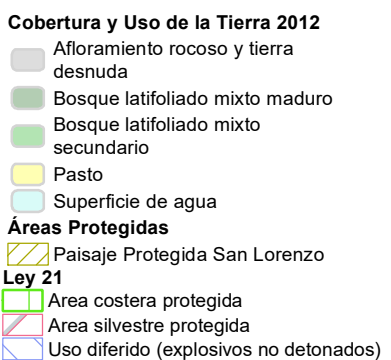 Cobertura y Uso de la Tierra 2012
Afloramiento rocoso y tierra
desnuda
Bosque latifoliado mixto maduro
Bosque latifoliado mixto
secundario
Pasto
Superficie de agua
Áreas Protegidas
Paisaje Protegida San Lorenzo
Ley 21
Area costera protegida
Area silvestre protegida
Uso diferido (explosivos no detonados)